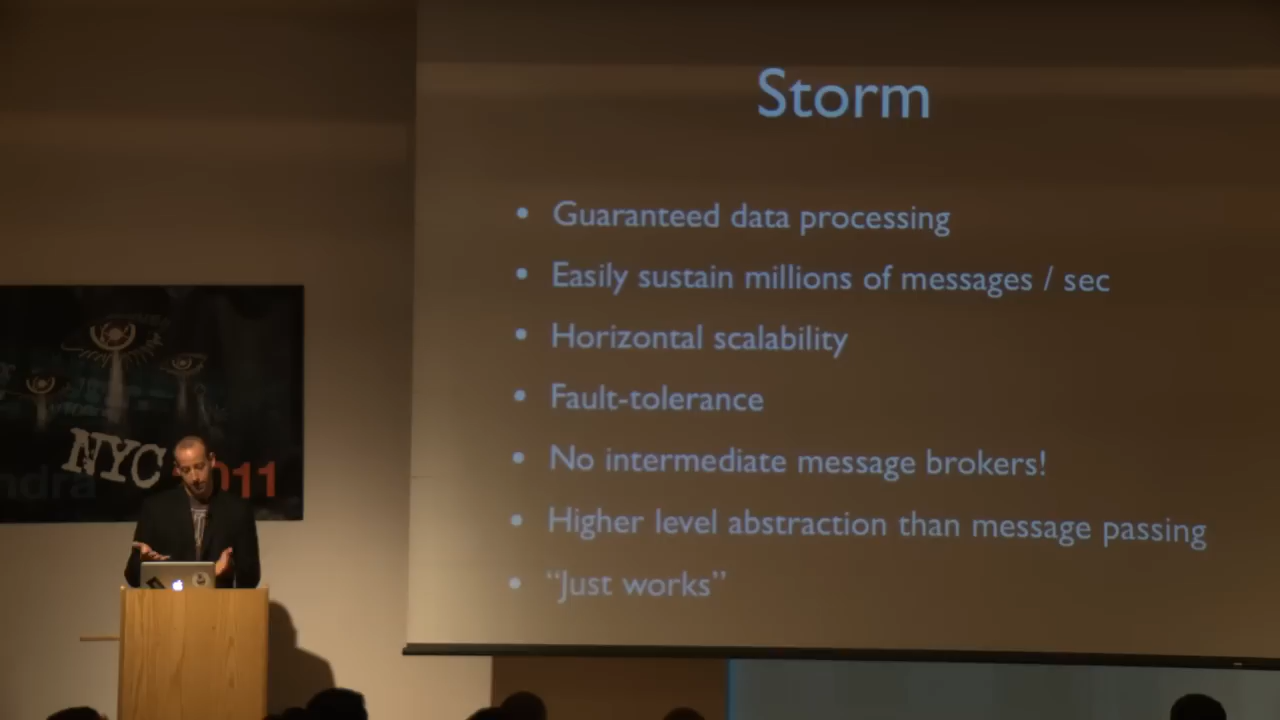 Storm
• Guaranteed data processing
• Easily sustain millions of messages / sec
• Horizontal scalability
• Fault-tolerance
• No intermediate message brokers!
• Higher level abstraction than message passing
• “Just works”
NYC